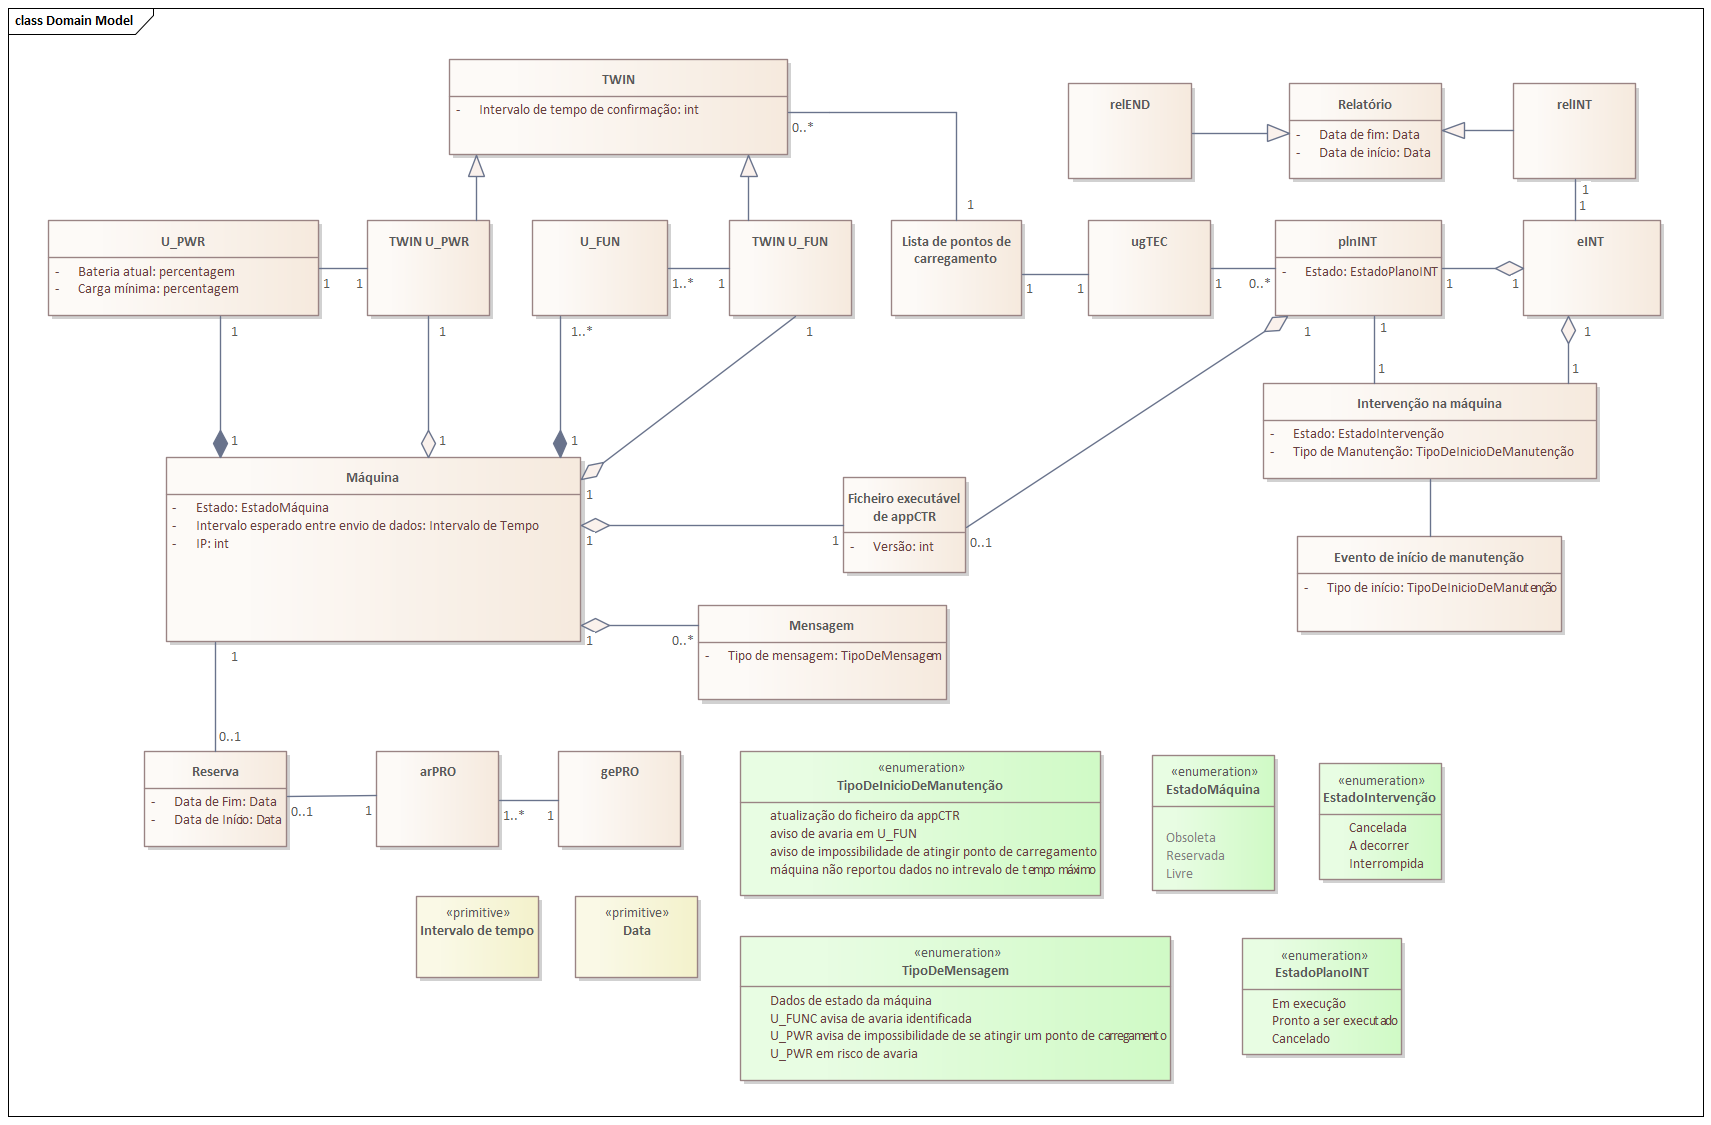 class Domain Model
TWIN
- Intervalo de tempo de confirmação: int
0..*
1
relEND
Relatório
- Data de fim: Data
- Data de início: Data
relINT
1
1
U_PWR
- Bateria atual: percentagem
- Carga mínima: percentagem
1
1
TWIN U_PWR
U_FUN
1..*
1
TWIN U_FUN
Lista de pontos de
carregamento
1
1
ugTEC
1
0..*
plnINT
- Estado: EstadoPlanoINT
1
1
eINT
1
1
1..*
1
1
1
1
1
1
Intervenção na máquina
- Estado: EstadoIntervenção
- Tipo de Manutenção: TipoDeInicioDeManutenção
1
1
1
1
Máquina
- Estado: EstadoMáquina
- Intervalo esperado entre envio de dados: Intervalo de Tempo
- IP: int
1
1
Ficheiro executável
de appCTR
- Versão: int
0..1
Evento de início de manutenção
- Tipo de início: TipoDeInicioDeManutenção
1
0..*
Mensagem
- Tipo de mensagem: TipoDeMensagem
1
0..1
Reserva
- Data de Fim: Data
- Data de Início: Data
0..1
1
arPRO
1..*
1
gePRO
«enumeration»
TipoDeInicioDeManutenção
atualização do ficheiro da appCTR
aviso de avaria em U_FUN
aviso de impossibilidade de atingir ponto de carregamento
máquina não reportou dados no intrevalo de tempo máximo
«enumeration»
EstadoMáquina
Obsoleta
Reservada
Livre
«enumeration»
EstadoIntervenção
Cancelada
A decorrer
Interrompida
«primitive»
Intervalo de tempo
«primitive»
Data
«enumeration»
TipoDeMensagem
Dados de estado da máquina
U_FUNC avisa de avaria identificada
U_PWR avisa de impossibilidade de se atingir um ponto de carregamento
U_PWR em risco de avaria
«enumeration»
EstadoPlanoINT
Em execução
Pronto a ser executado
Cancelado